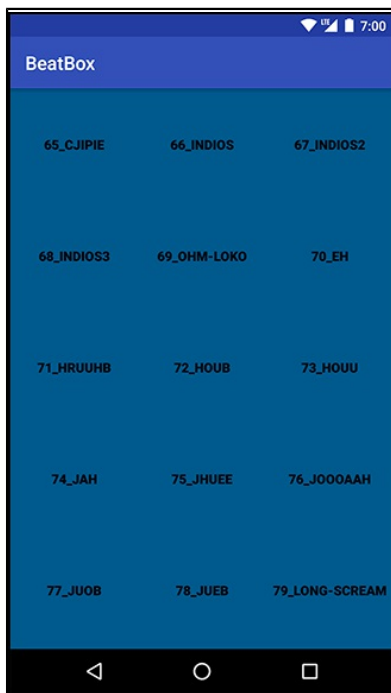 LTE 7:00
BeatBox
65_CJIPIE 66_INDIOS 67_INDIOS2
68_INDIOS3 69_OHM-LOKO 70_EH
71_HRUUHB 72_HOUB 73_HOUU
74_JAH 75_JHUEE 76_JOOOAAH
77_JUOB 78_JUEB 79_LONG-SCREAM